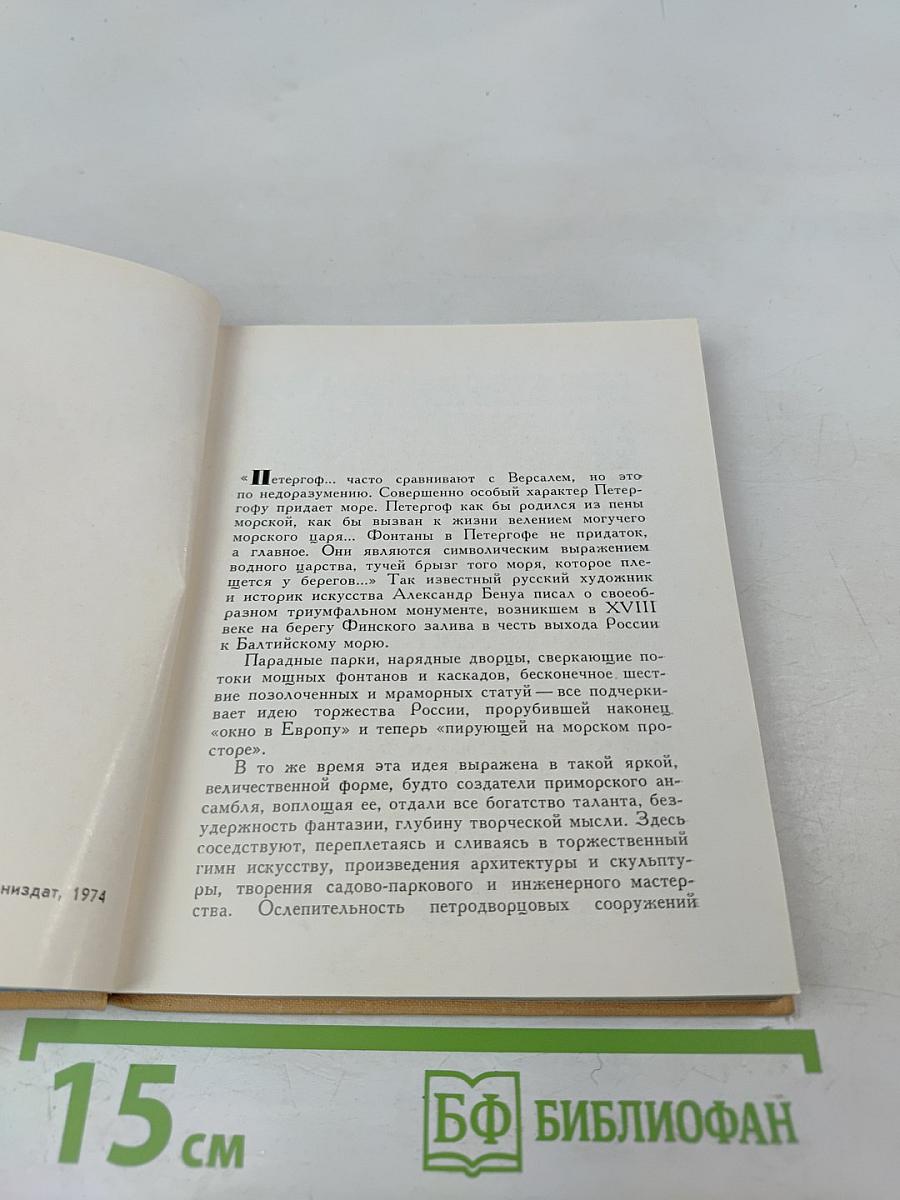 «Петергоф... часто сравнивают с Версалем, но это
по недоразумению. Совершенно особый характер Петер-
гофу придает море. Петергоф как бы родился из пены
морской, как бы вызван к жизни велением могучего
морского царя... Фонтаны в Петергофе не придаток,
а главное. Они являются символическим выражением
водного царства, тучей брызг того моря, которое пле-
щется у берегов...» Так известный русский художник
и историк искусства Александр Бенуа писал о своеоб-
разном триумфальном монументе, возникшем в XVIII
веке на берегу Финского залива в честь выхода России
к Балтийскому морю.
Парадные парки, нарядные дворцы, сверкающие по-
токи мощных фонтанов и каскадов, бесконечное шест-
вие позолоченных и мраморных статуй — все подчерки-
вает идею торжества России, прорубившей наконец
«окно в Европу» и теперь «пирующей на морском про-
сторе».
В то же время эта идея выражена в такой яркой,
величественной форме, будто создатели приморского ан-
самбля, воплощая ее, отдали все богатство таланта, без-
удержность фантазии, глубину творческой мысли. Здесь
соседствуют, переплетаясь и сливаясь в торжественный
гимн искусству, произведения архитектуры и скульпту-
ры, творения садово-паркового и инженерного мастер-
ства. Ослепительность петродворцовых сооружений
низдат, 1974
15 см
БФ БИБЛИОФАН